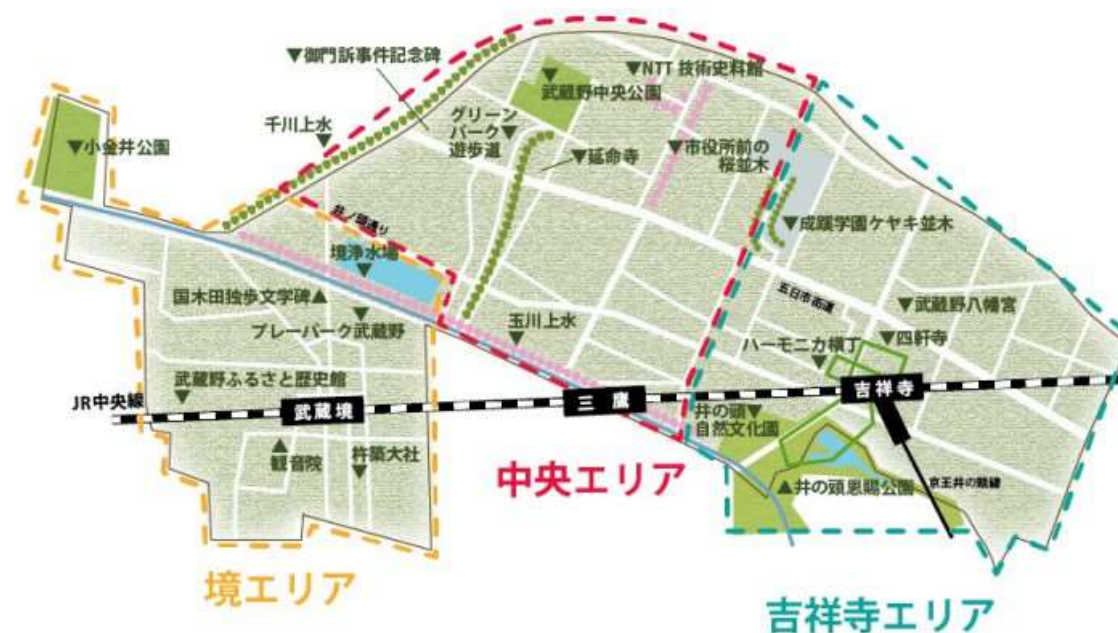 ▼御門訴事件記念碑
▼NTT 技術史料館
▼
武蔵野中央公園
千川上水
▼
グリーン
パーク▼
遊歩道
▼小金井公園
▼延命寺
▼市役所前の
桜並木
井ノ頭通り
▼成蹊学園ケヤキ並木
境浄水場
▼
国木田独歩文学碑▲
プレーパーク武蔵野
▼
玉川上水
▼
五日市街道
▼武蔵野八幡宮
▼四軒寺
ハーモニカ横丁
▼
武蔵野ふるさと歴史館
▼
JR中央線
武蔵境
三鷹
吉祥寺
井の頭▼
自然文化園
▲
観音院
杵築大社
▼
中央エリア
▲井の頭恩賜公園
京王井の頭線
境エリア
吉祥寺エリア